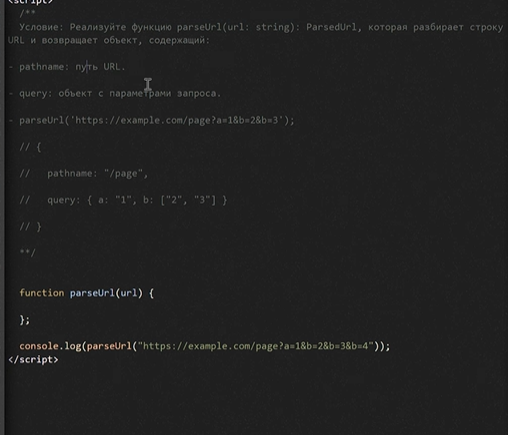 <script>
/**
Условие: Реализуйте функцию parseUrl(url: string): ParsedUrl, которая разбирает строку
URL и возвращает объект, содержащий:
- pathname: путь URL.
- query: объект с параметрами запроса.
- parseUrl('https://example.com/page?a=1&b=2&b=3');
// {
//   pathname: "/page",
//   query: { a: "1", b: ["2", "3"] }
// }
**/
function parseUrl(url) {
};
console.log(parseUrl("https://example.com/page?a=1&b=2&b=3&b=4"));
</script>